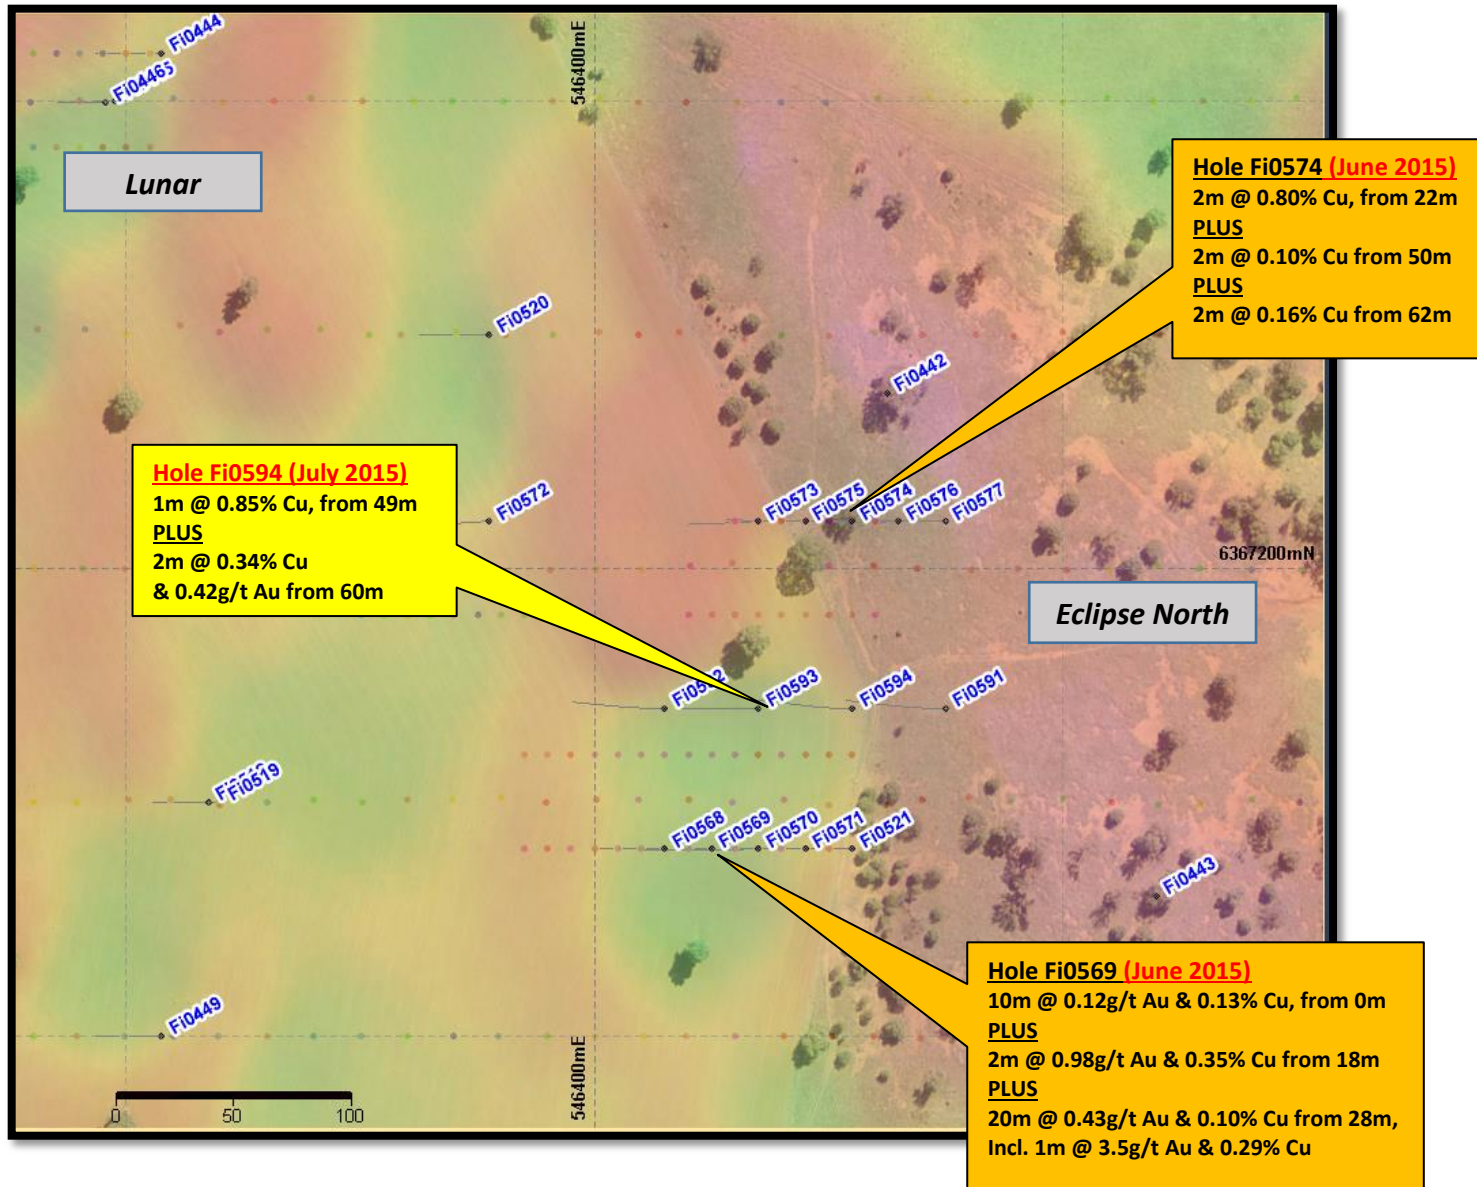 Fi0444
Fi04465
546400mE
Lunar
Hole Fi0574 (June 2015)
2m @ 0.80% Cu, from 22m
PLUS
2m @ 0.10% Cu from 50m
PLUS
2m @ 0.16% Cu from 62m
Fi0520
Fi0442
Hole Fi0594 (July 2015)
1m @ 0.85% Cu, from 49m
PLUS
2m @ 0.34% Cu
& 0.42g/t Au from 60m
Fi0572
Fi0573
Fi0575
Fi0574
Fi0576
Fi0577
6367200mN
Eclipse North
Fi0593
Fi0594
Fi0591
Fi0519
Fi0568
Fi0569
Fi0570
Fi0571
Fi0521
Fi0443
Fi0449
546400mE
0 50 100
Hole Fi0569 (June 2015)
10m @ 0.12g/t Au & 0.13% Cu, from 0m
PLUS
2m @ 0.98g/t Au & 0.35% Cu from 18m
PLUS
20m @ 0.43g/t Au & 0.10% Cu from 28m,
Incl. 1m @ 3.5g/t Au & 0.29% Cu